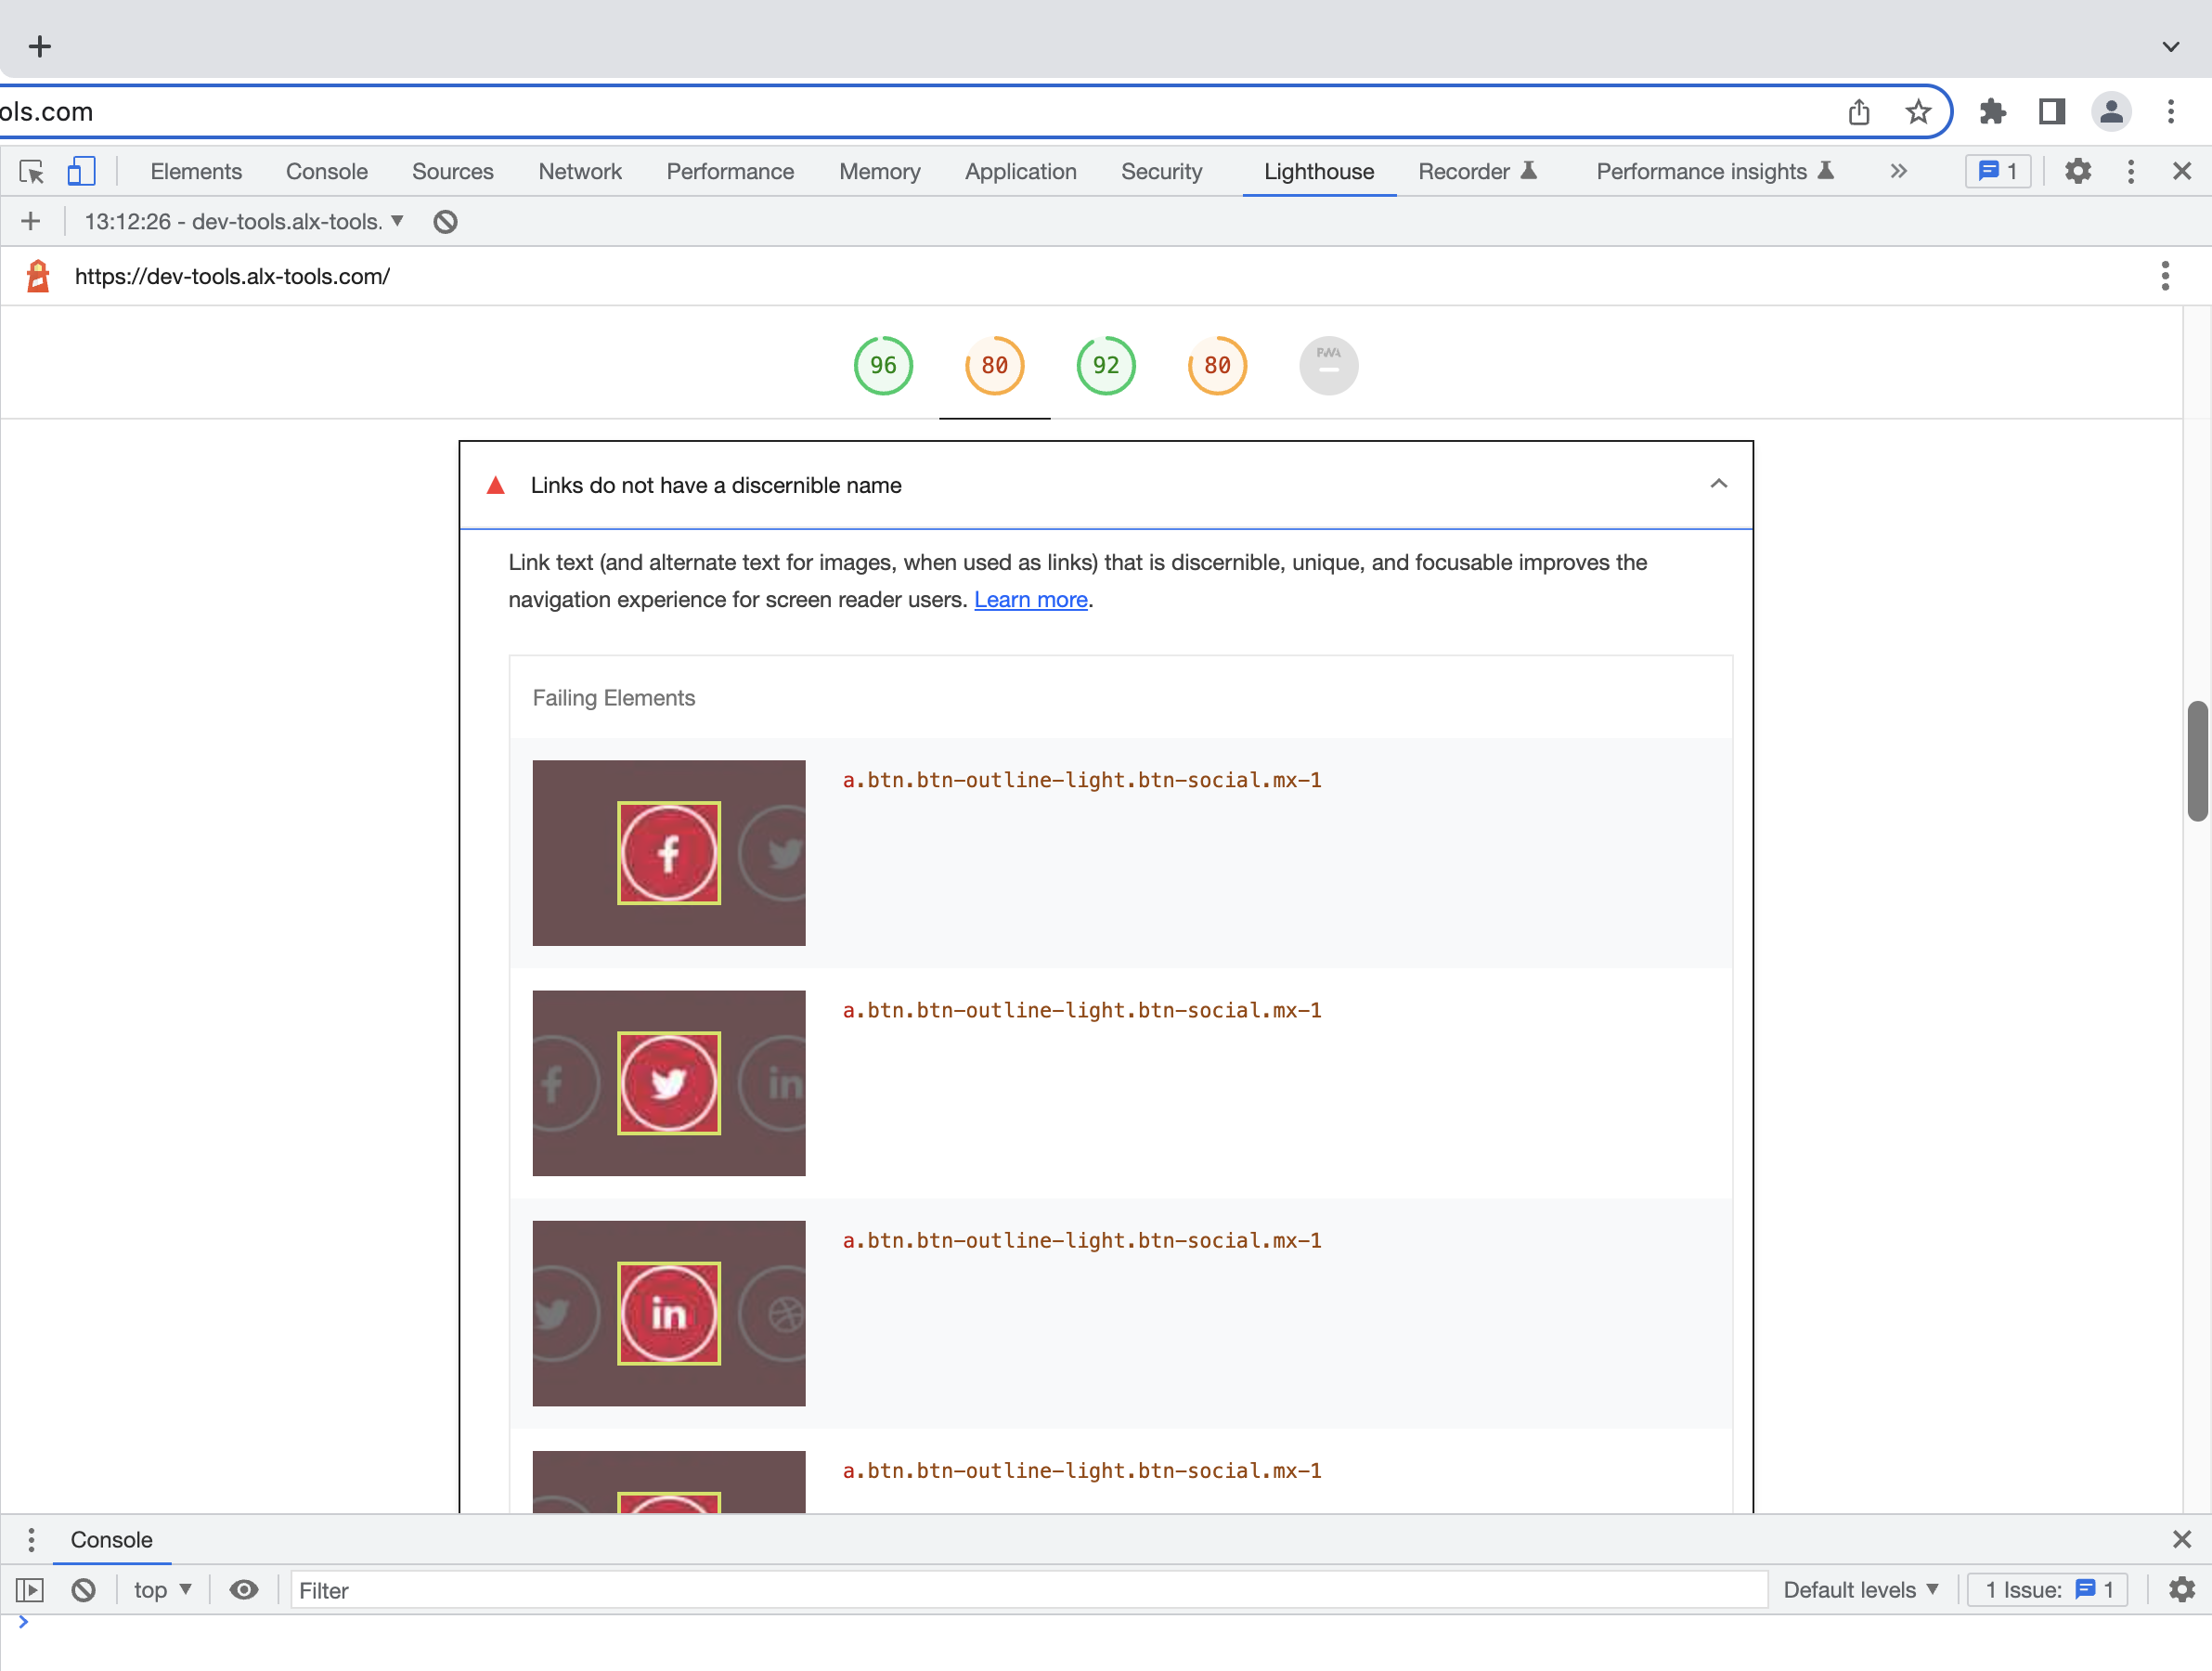 ols.com
Elements Console Sources Network Performance Memory Application Security Lighthouse Recorder Performance insights 1
13:12:26 - dev-tools.alx-tools.
https://dev-tools.alx-tools.com/
96 80 92 80 PWA
Links do not have a discernible name
Link text (and alternate text for images, when used as links) that is discernible, unique, and focusable improves the
navigation experience for screen reader users. Learn more.
Failing Elements
a.btn.btn-outline-light.btn-social.mx-1
f
a.btn.btn-outline-light.btn-social.mx-1
f in
a.btn.btn-outline-light.btn-social.mx-1
in
a.btn.btn-outline-light.btn-social.mx-1
Console
top Filter Default levels 1 Issue: 1